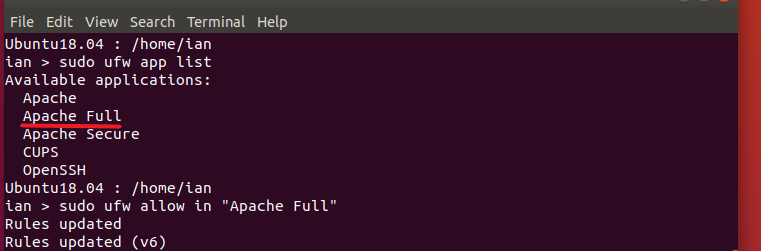 File Edit View Search Terminal Help
Ubuntu18.04 : /home/ian
ian > sudo ufw app list
Available applications:
  Apache
  Apache Full
  Apache Secure
  CUPS
  OpenSSH
Ubuntu18.04 : /home/ian
ian > sudo ufw allow in "Apache Full"
Rules updated
Rules updated (v6)